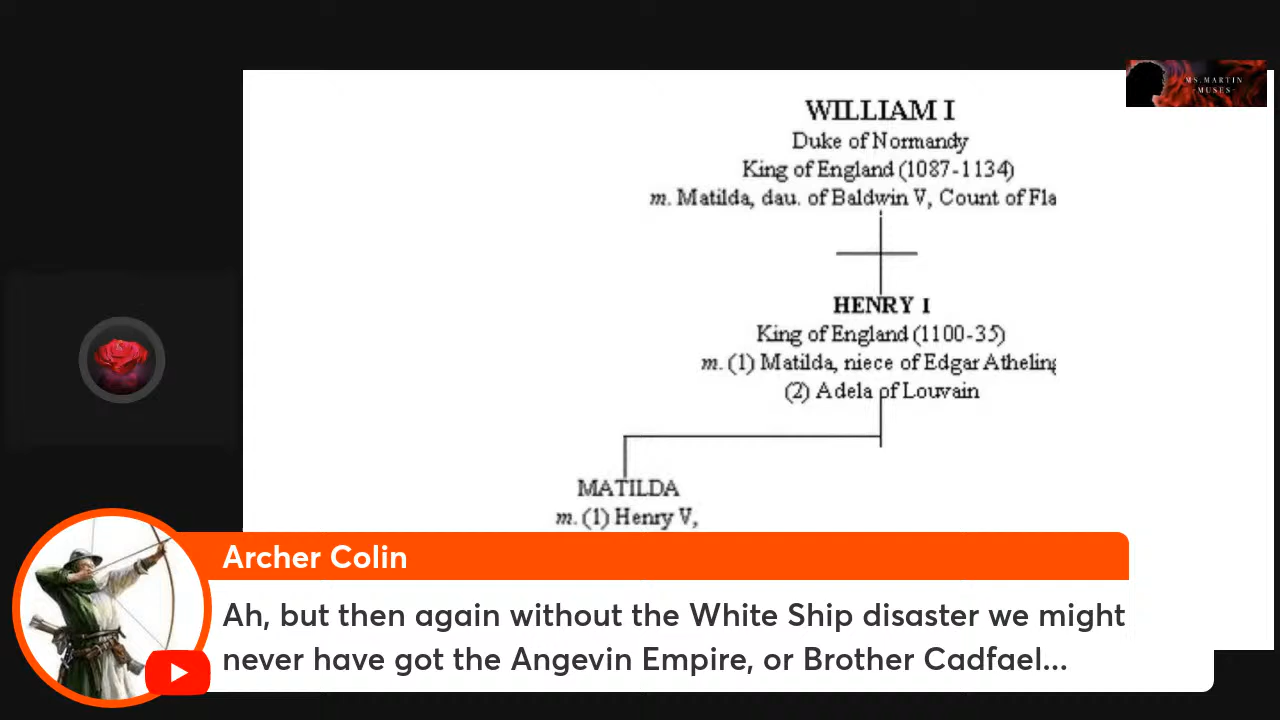 MS.MARTIN
-MUSES-
WILLIAM I
Duke of Normandy
King of England (1087-1134)
m. Matilda, dau. of Baldwin V, Count of Fla
HENRY I
King of England (1100-35)
m. (1) Matilda, niece of Edgar Atheling
(2) Adela of Louvain
MATILDA
m. (1) Henry V,
Archer Colin
Ah, but then again without the White Ship disaster we might
never have got the Angevin Empire, or Brother Cadfael...